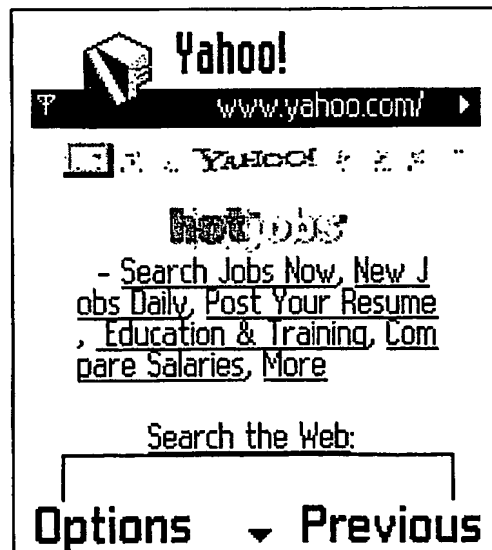 Yahoo!
www.yahoo.com/
YAHOO!
hotjobs
- Search Jobs Now, New J
obs Daily, Post Your Resume
, Education & Training, Com
pare Salaries, More
Search the Web:
Options Previous